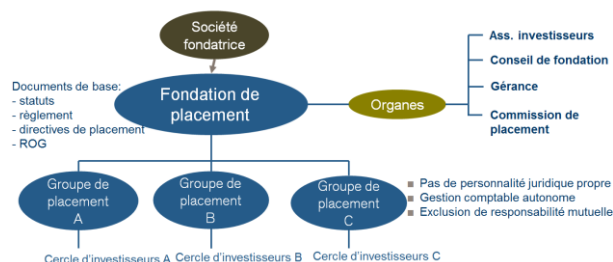 Société
fondatrice
Ass. investisseurs
Conseil de fondation
Gérance
Commission de
placement
Documents de base:
- statuts
- règlement
- directives de placement
- ROG
Fondation de
placement
Organes
Groupe de
placement
A
Groupe de
placement
B
Groupe de
placement
C
Pas de personnalité juridique propre
Gestion comptable autonome
Exclusion de responsabilité mutuelle
Cercle d'investisseurs A
Cercle d'investisseurs B
Cercle d'investisseurs C